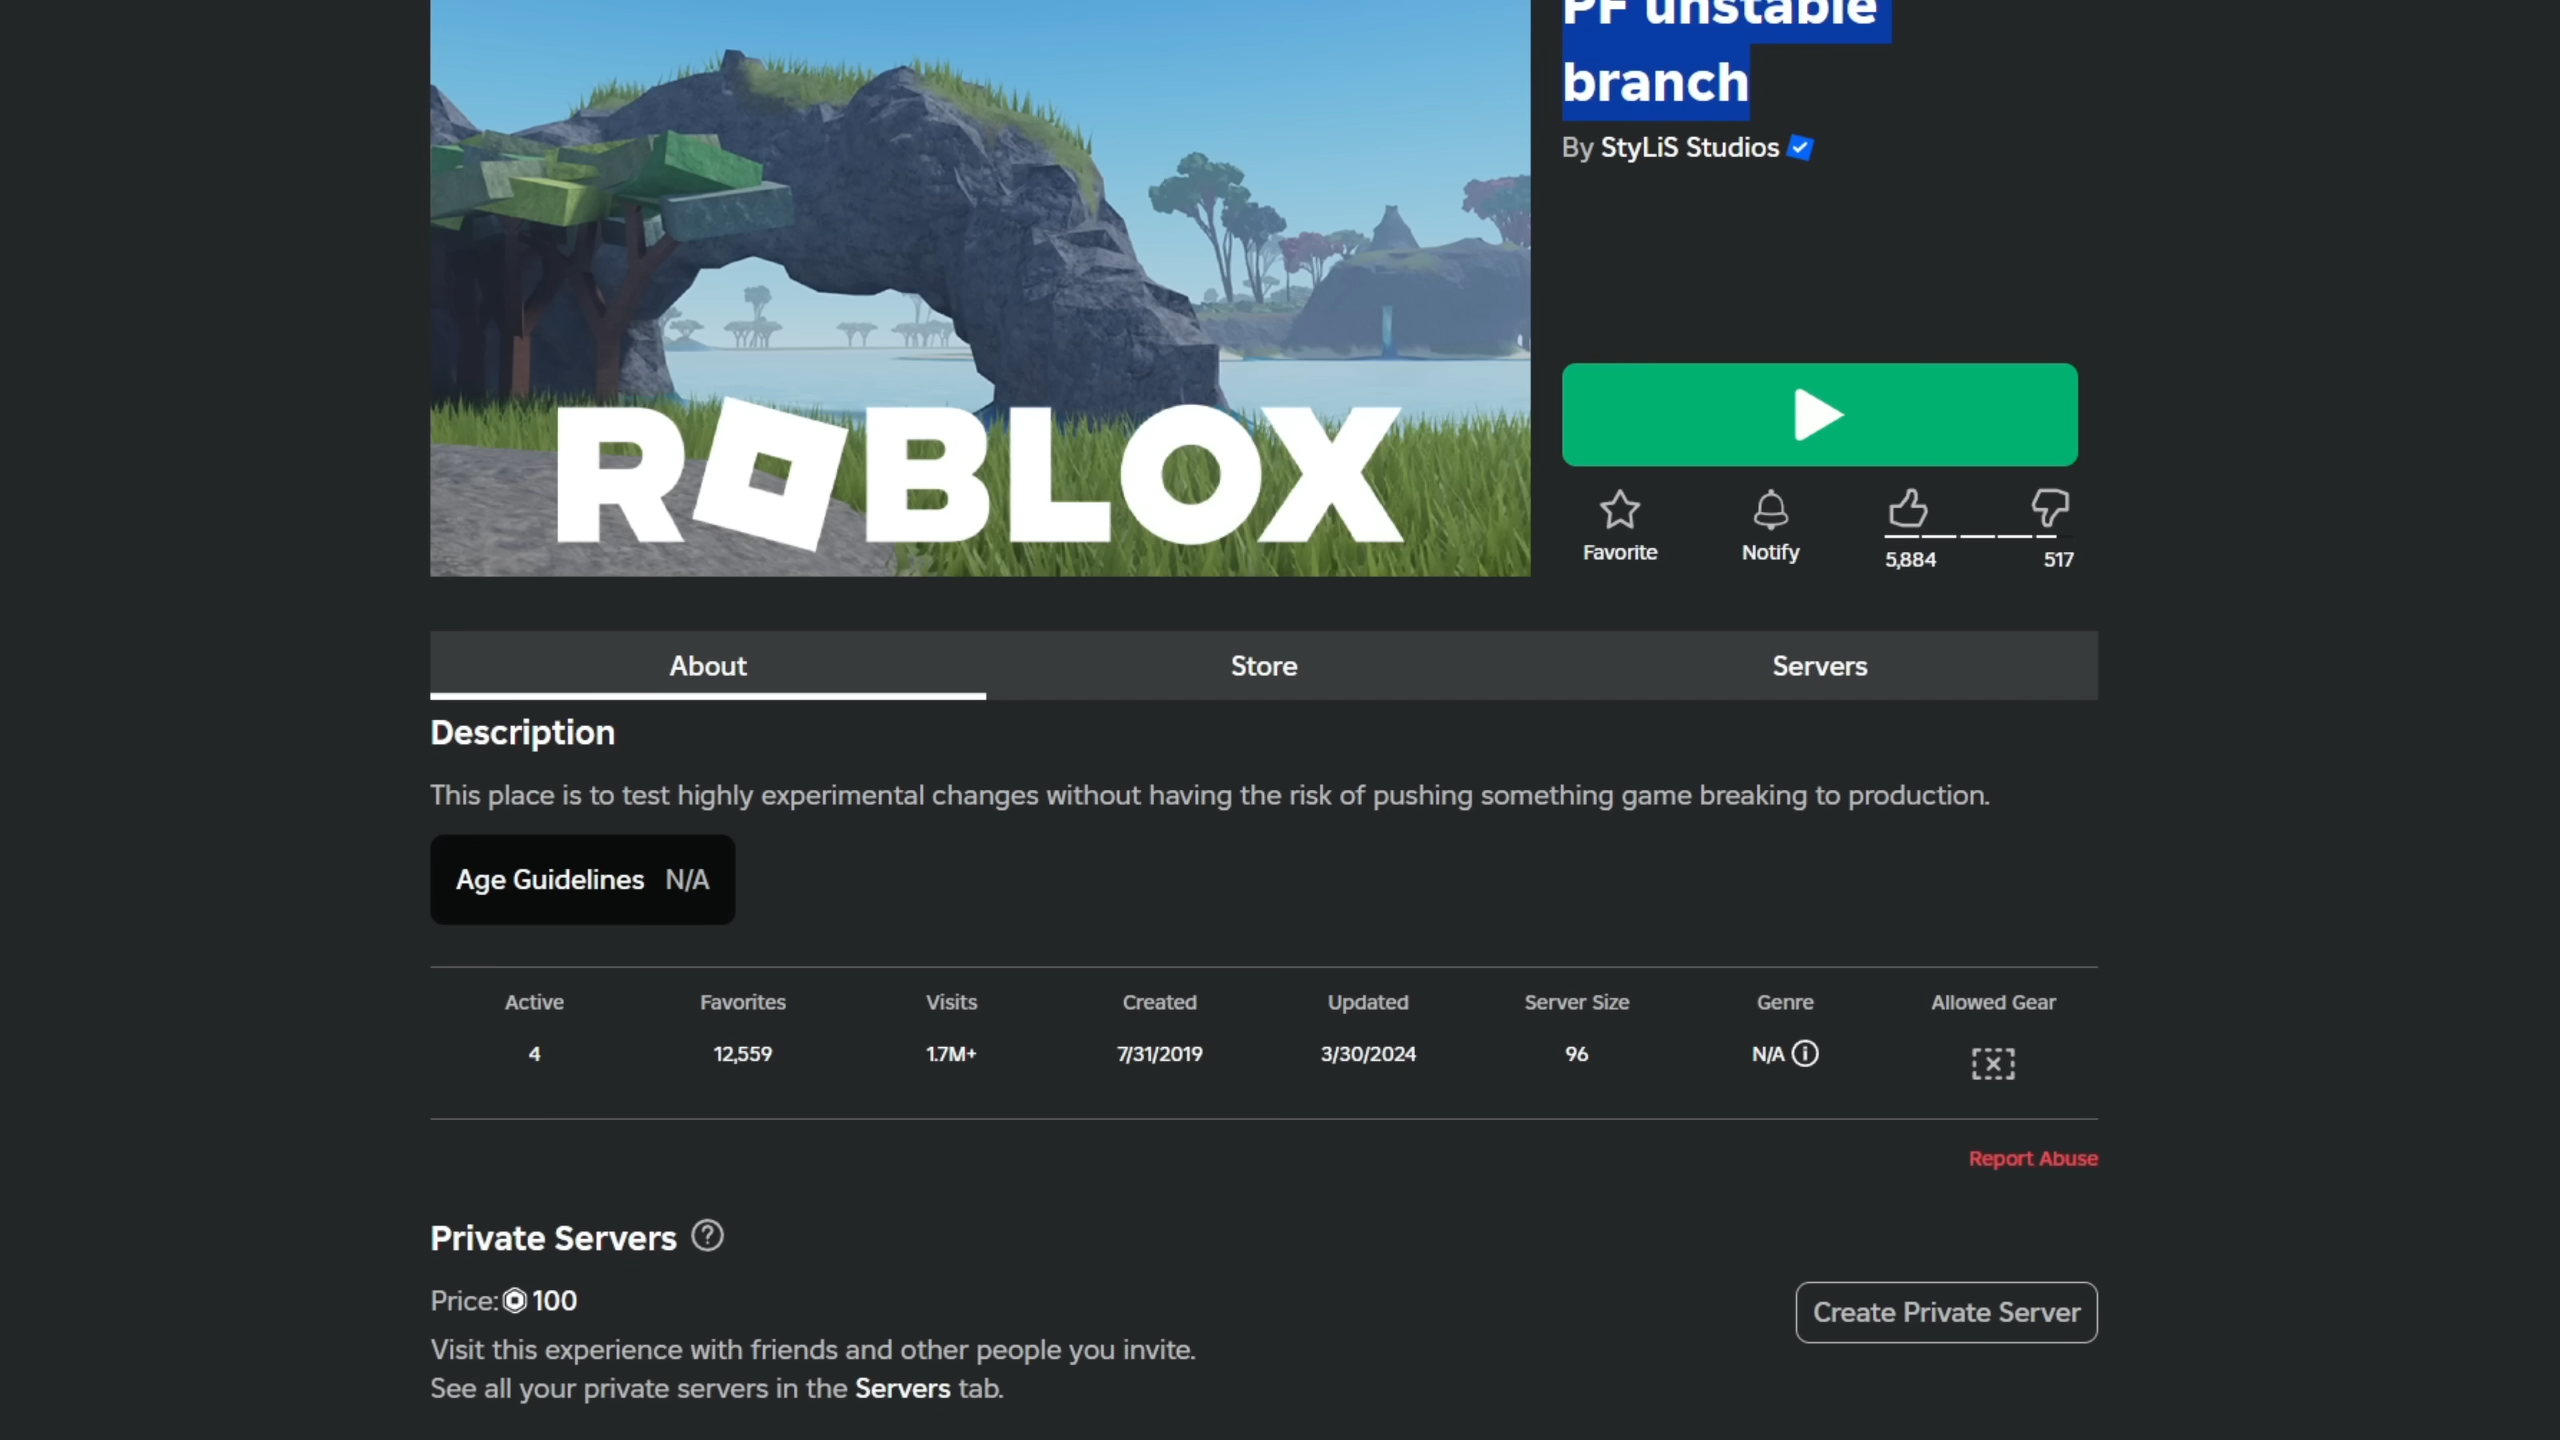 PF unstable
branch
By StyLiS Studios
ROBLOX
Favorite
Notify
5,884
517
About
Store
Servers
Description
This place is to test highly experimental changes without having the risk of pushing something game breaking to production.
Age Guidelines N/A
Active
Favorites
Visits
Created
Updated
Server Size
Genre
Allowed Gear
4
12,559
1.7M+
7/31/2019
3/30/2024
96
N/A
Report Abuse
Private Servers
Price: 100
Create Private Server
Visit this experience with friends and other people you invite.
See all your private servers in the Servers tab.